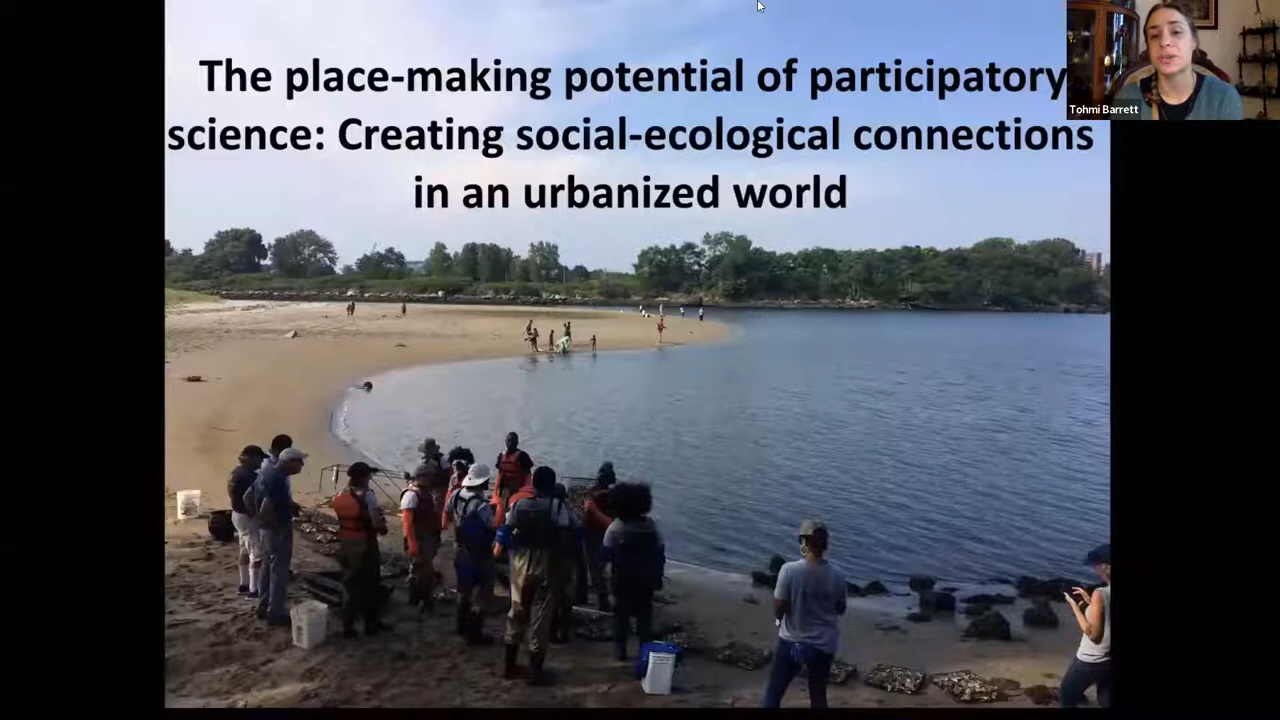 The place-making potential of participatory
science: Creating social-ecological connections
in an urbanized world
Tohmi Barrett